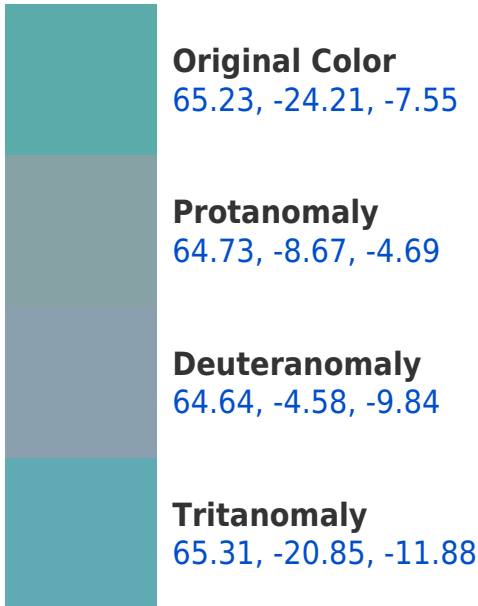 Original Color
65.23, -24.21, -7.55
Protanomaly
64.73, -8.67, -4.69
Deuteranomaly
64.64, -4.58, -9.84
Tritanomaly
65.31, -20.85, -11.88